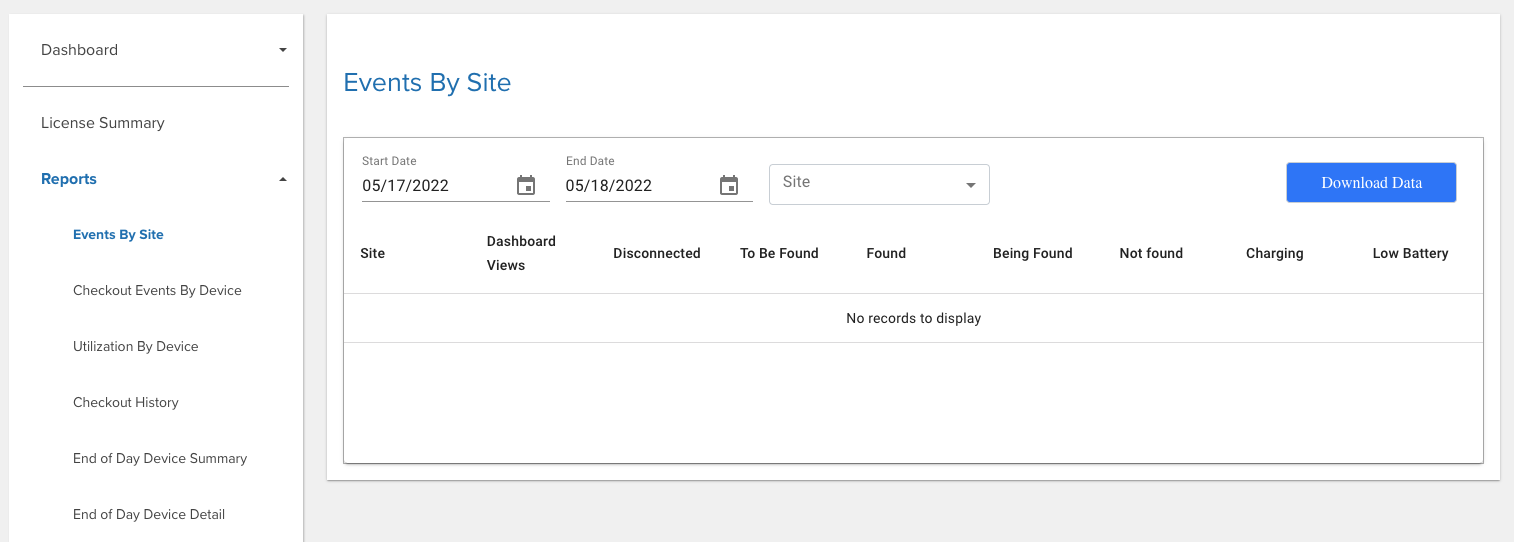 Dashboard
License Summary
Reports
Events By Site
Checkout Events By Device
Utilization By Device
Checkout History
End of Day Device Summary
End of Day Device Detail
Events By Site
Start Date
05/17/2022
End Date
05/18/2022
Site
Download Data
Site
Dashboard
Views
Disconnected
To Be Found
Found
Being Found
Not found
Charging
Low Battery
No records to display